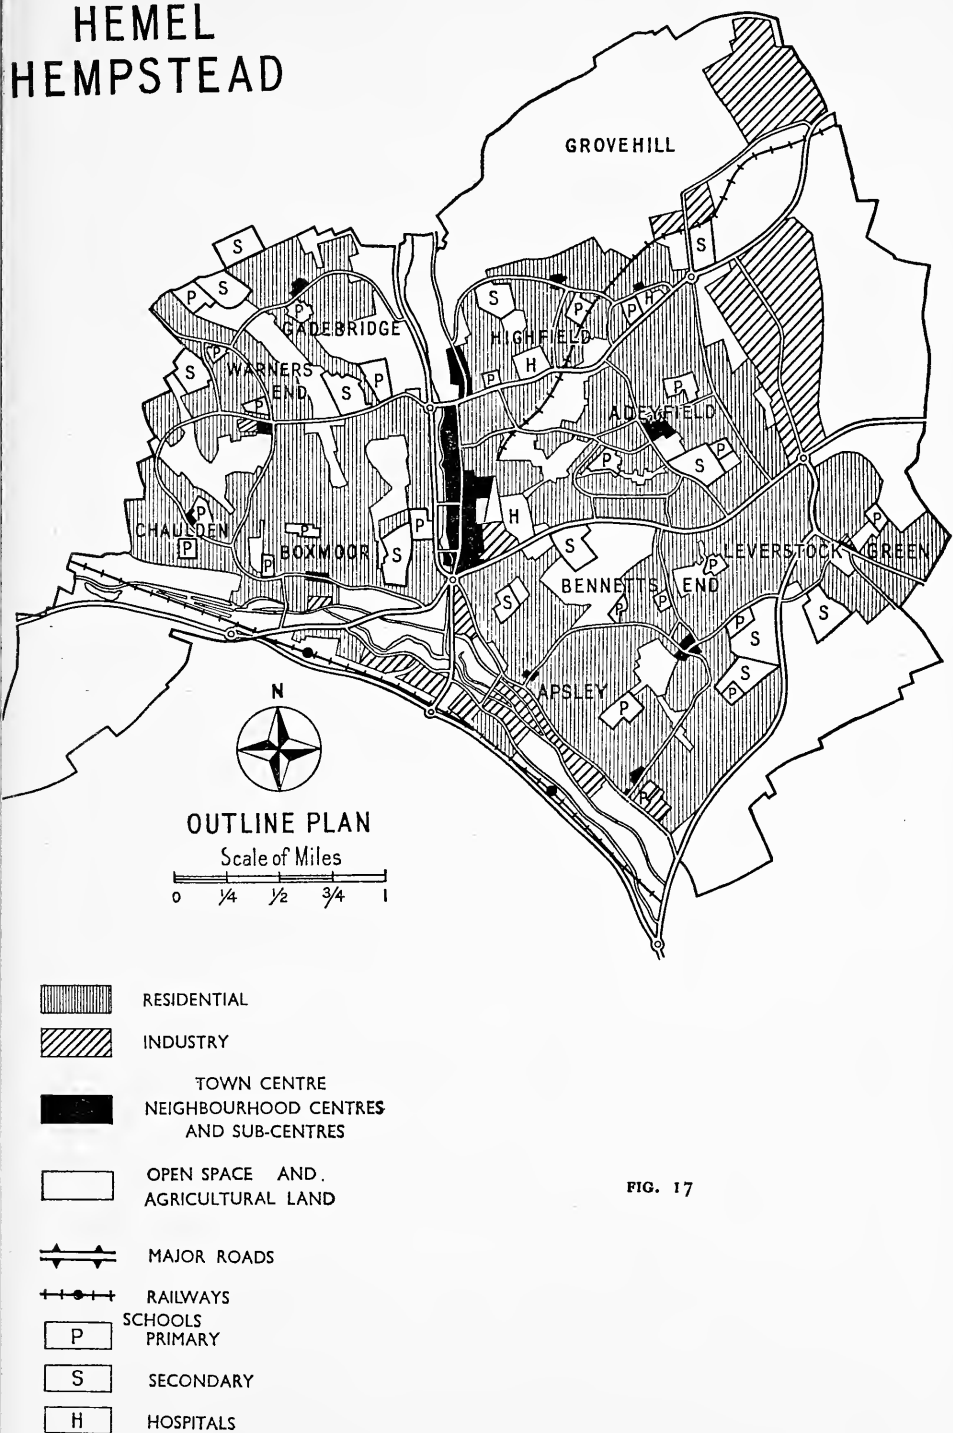 HEMEL
HEMPSTEAD
GROVEHILL
S
S
P
S
P
GADEBRIDGE
S
P
H
P
P
HIGHFIELD
P
S
WARNERS
END
S
P
H
P
P
ADEYFIELD
P
P
S
P
P
CHAULDEN
P
P
P
BOXMOOR
S
P
H
S
P
LEVERSTOCK GREEN
BENNETTS END
P
P
P
S
P
S
S
S
P
APSLEY
P
P
N
OUTLINE PLAN
Scale of Miles
0 1/4 1/2 3/4 1
RESIDENTIAL
INDUSTRY
TOWN CENTRE
NEIGHBOURHOOD CENTRES
AND SUB-CENTRES
OPEN SPACE AND.
AGRICULTURAL LAND
FIG. 17
MAJOR ROADS
RAILWAYS
SCHOOLS
P PRIMARY
S SECONDARY
H HOSPITALS